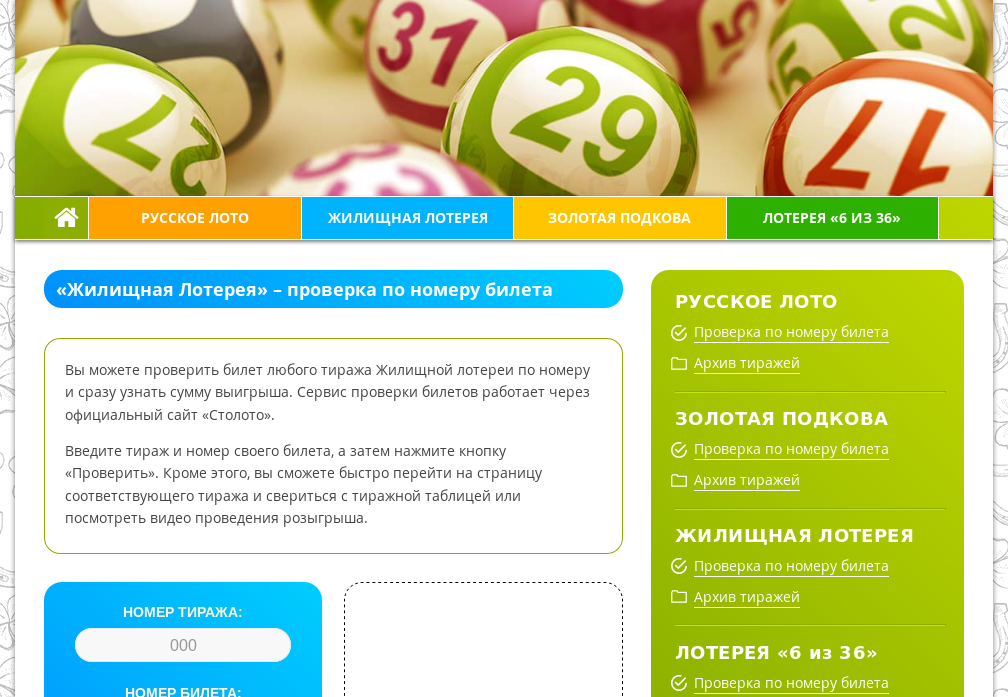 27
31
29
17
РУССКОЕ ЛОТО
ЖИЛИЩНАЯ ЛОТЕРЕЯ
ЗОЛОТАЯ ПОДКОВА
ЛОТЕРЕЯ «6 ИЗ 36»
«Жилищная Лотерея» – проверка по номеру билета
Вы можете проверить билет любого тиража Жилищной лотереи по номеру
и сразу узнать сумму выигрыша. Сервис проверки билетов работает через
официальный сайт «Столото».
Введите тираж и номер своего билета, а затем нажмите кнопку
«Проверить». Кроме этого, вы сможете быстро перейти на страницу
соответствующего тиража и свериться с тиражной таблицей или
посмотреть видео проведения розыгрыша.
НОМЕР ТИРАЖА:
000
НОМЕР БИЛЕТА:
РУССКОЕ ЛОТО
Проверка по номеру билета
Архив тиражей
ЗОЛОТАЯ ПОДКОВА
Проверка по номеру билета
Архив тиражей
ЖИЛИЩНАЯ ЛОТЕРЕЯ
Проверка по номеру билета
Архив тиражей
ЛОТЕРЕЯ «6 из 36»
Проверка по номеру билета